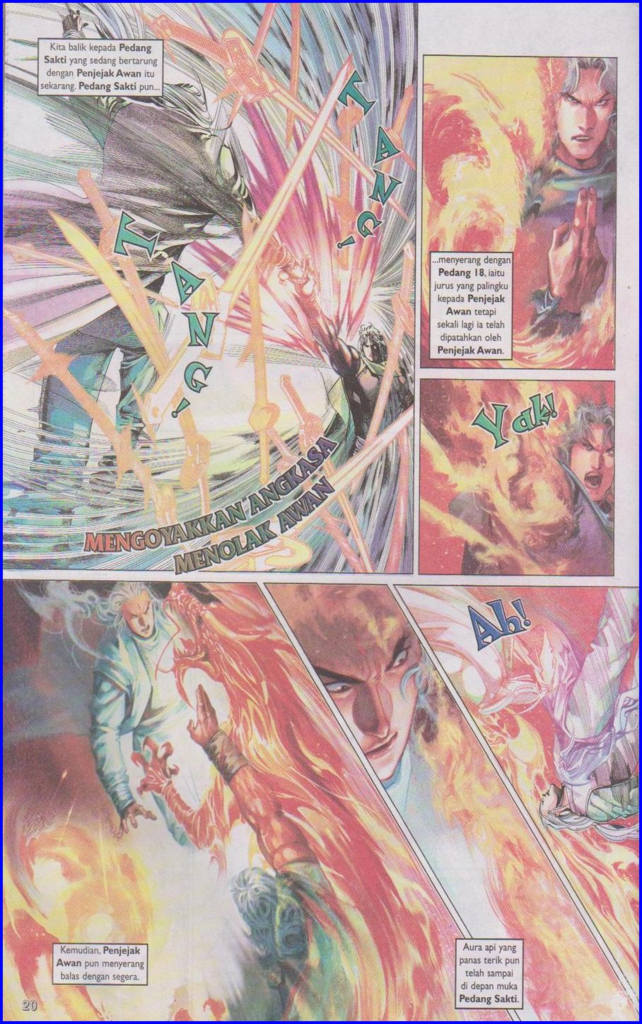 Kita balik kepada Pedang
Sakti yang sedang bertarung
dengan Penjejak Awan itu
sekarang. Pedang Sakti pun...
TANG!
TANG!
MENGOYAKKAN ANGKASA
MENOLAK AWAN
...menyerang dengan
Pedang 18, iaitu
jurus yang palingku
kepada Penjejak
Awan tetapi
sekali lagi ia telah
dipatahkan oleh
Penjejak Awan.
Yak!
Kemudian, Penjejak
Awan pun menyerang
balas dengan segera.
Ah!
Aura api yang
panas terik pun
telah sampai
di depan muka
Pedang Sakti.
20